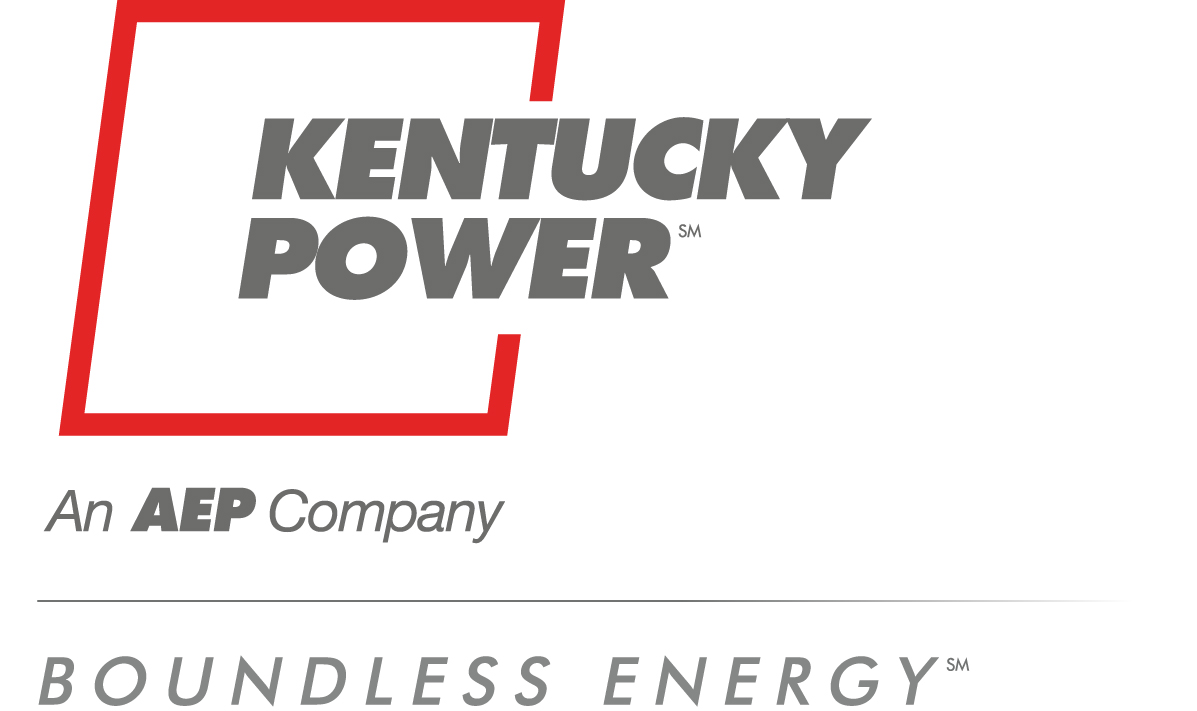 KENTUCKY
POWER℠
An AEP Company
BOUNDLESS ENERGY℠